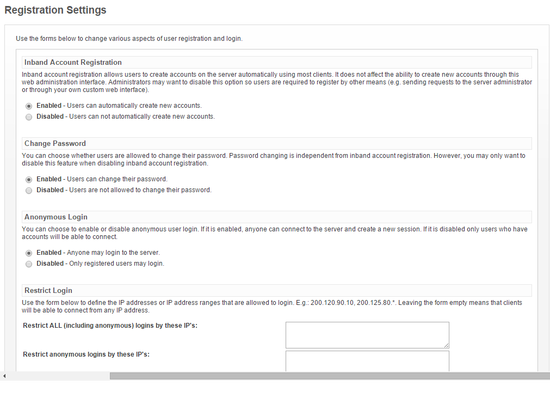 Registration Settings
Use the forms below to change various aspects of user registration and login.
Inband Account Registration
Inband account registration allows users to create accounts on the server automatically using most clients. It does not affect the ability to create new accounts through this
web administration interface. Administrators may want to disable this option so users are required to register by other means (e.g. sending requests to the server administrator
or through your own custom web interface).
Enabled - Users can automatically create new accounts.
Disabled - Users can not automatically create new accounts.
Change Password
You can choose whether users are allowed to change their password. Password changing is independent from inband account registration. However, you may only want to
disable this feature when disabling inband account registration.
Enabled - Users can change their password.
Disabled - Users are not allowed to change their password.
Anonymous Login
You can choose to enable or disable anonymous user login. If it is enabled, anyone can connect to the server and create a new session. If it is disabled only users who have
accounts will be able to connect.
Enabled - Anyone may login to the server.
Disabled - Only registered users may login.
Restrict Login
Use the form below to define the IP addresses or IP address ranges that are allowed to login. E.g.: 200.120.90.10, 200.125.80.*. Leaving the form empty means that clients
will be able to connect from any IP address.
Restrict ALL (including anonymous) logins by these IP's:
Restrict anonymous logins by these IP's: